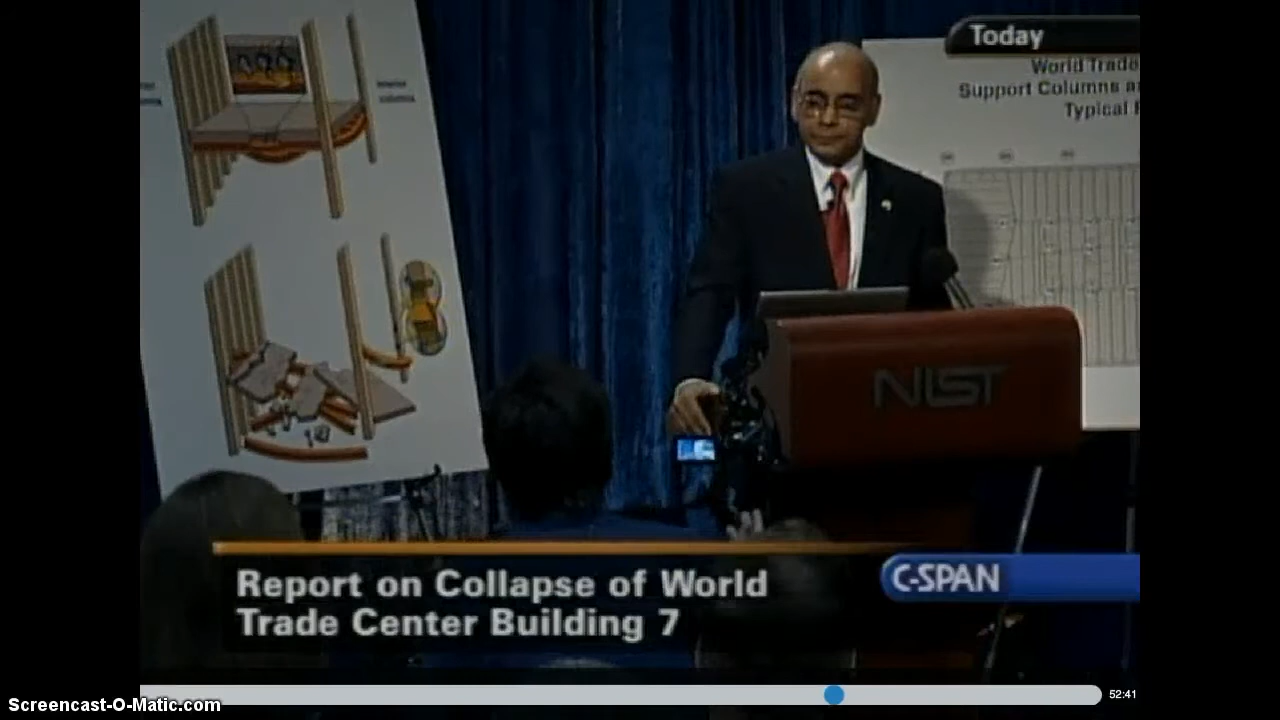 Today
World Trade
Support Columns a
Typical
NIST
C-SPAN
Report on Collapse of World
Trade Center Building 7
52:41
Screencast-O-Matic.com